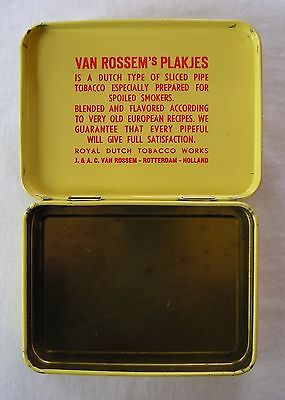 VAN ROSSEM'S PLAKJES
IS A DUTCH TYPE OF SLICED PIPE
TOBACCO ESPECIALLY PREPARED FOR
SPOILED SMOKERS.
BLENDED AND FLAVORED ACCORDING
TO VERY OLD EUROPEAN RECIPES. WE
GUARANTEE THAT EVERY PIPEFUL
WILL GIVE FULL SATISFACTION.
ROYAL DUTCH TOBACCO WORKS
J. & A. C. VAN ROSSEM - ROTTERDAM - HOLLAND